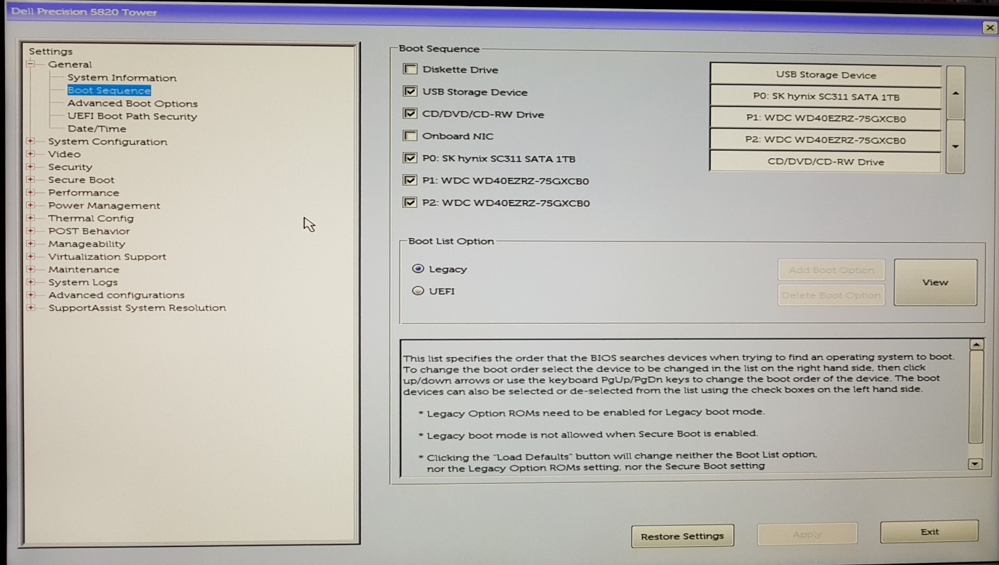 Dell Precision 5820 Tower
Settings
General
System Information
Boot Sequence
Advanced Boot Options
UEFI Boot Path Security
Date/Time
System Configuration
Video
Security
Secure Boot
Performance
Power Management
Thermal Config
POST Behavior
Manageability
Virtualization Support
Maintenance
System Logs
Advanced configurations
SupportAssist System Resolution
Boot Sequence
Diskette Drive
USB Storage Device
CD/DVD/CD-RW Drive
Onboard NIC
P0: SK hynix SC311 SATA 1TB
P1: WDC WD40EZRZ-75GXCB0
P2: WDC WD40EZRZ-75GXCB0
USB Storage Device
P0: SK hynix SC311 SATA 1TB
P1: WDC WD40EZRZ-75GXCB0
P2: WDC WD40EZRZ-75GXCB0
CD/DVD/CD-RW Drive
Boot List Option
Legacy
UEFI
Add Boot Option
Delete Boot Option
View
This list specifies the order that the BIOS searches devices when trying to find an operating system to boot.
To change the boot order select the device to be changed in the list on the right hand side, then click
up/down arrows or use the keyboard PgUp/PgDn keys to change the boot order of the device. The boot
devices can also be selected or de-selected from the list using the check boxes on the left hand side.
* Legacy Option ROMs need to be enabled for Legacy boot mode.
* Legacy boot mode is not allowed when Secure Boot is enabled.
* Clicking the "Load Defaults" button will change neither the Boot List option,
nor the Legacy Option ROMs setting, nor the Secure Boot setting
Restore Settings
Apply
Exit